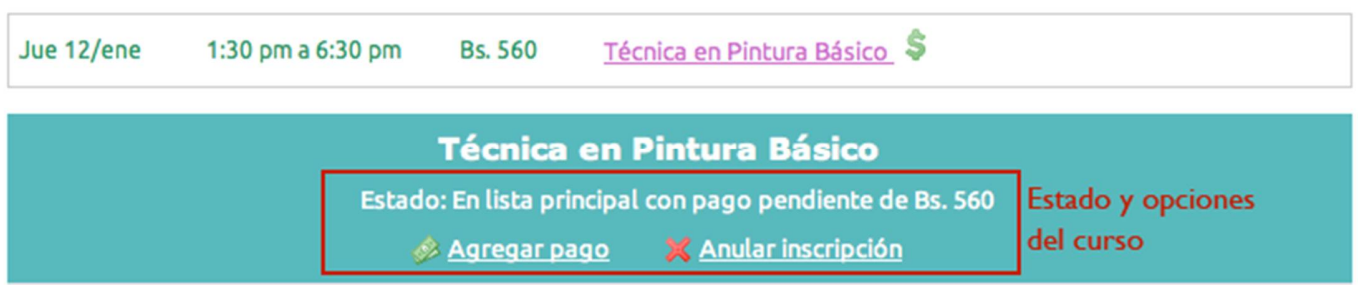 Jue 12/ene 1:30 pm a 6:30 pm Bs. 560 Técnica en Pintura Básico
Técnica en Pintura Básico
Estado: En lista principal con pago pendiente de Bs. 560
Agregar pago Anular inscripción
Estado y opciones
del curso